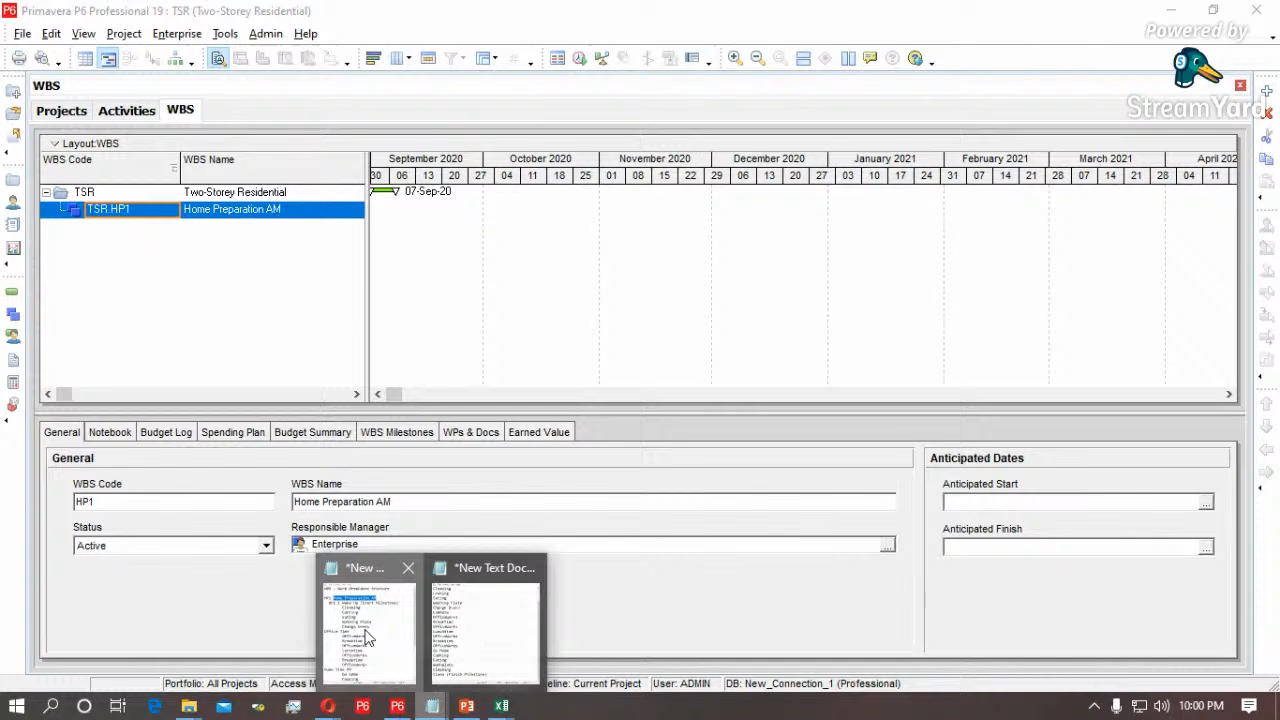 Primavera P6 Professional 19 : TSR (Two-Storey Residential)
File Edit View Project Enterprise Tools Admin Help
Powered by
StreamYard
WBS
Projects Activities WBS
Layout:WBS
WBS Code WBS Name
September 2020 October 2020 November 2020 December 2020 January 2021 February 2021 March 2021 April 202
30 06 13 20 27 04 11 18 25 01 08 15 22 29 06 13 20 27 03 10 17 24 31 07 14 21 28 07 14 21 28 04 11 18
TSR Two-Storey Residential 07-Sep-20
TSR.HP1 Home Preparation AM
General Notebook Budget Log Spending Plan Budget Summary WBS Milestones WPs & Docs Earned Value
General Anticipated Dates
WBS Code WBS Name Anticipated Start
HP1 Home Preparation AM
Status Responsible Manager Anticipated Finish
Active Enterprise
*New ... *New Text Doc...
Portfolio: All Projects Access M eline: Current Project User: ADMIN DB: New_Connection_1 (Professional)
10:00 PM